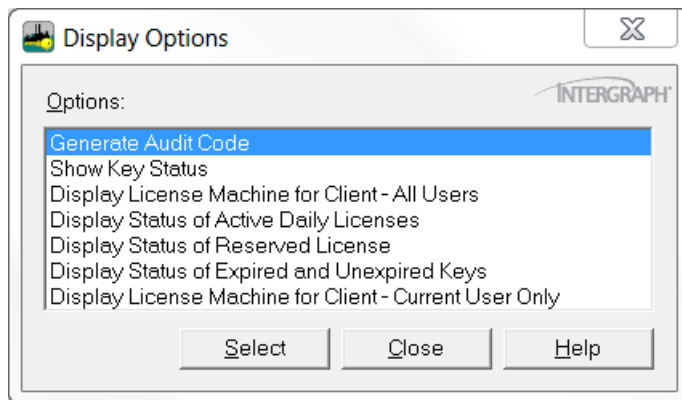 Display Options
Options:
INTERGRAPH
Generate Audit Code
Show Key Status
Display License Machine for Client - All Users
Display Status of Active Daily Licenses
Display Status of Reserved License
Display Status of Expired and Unexpired Keys
Display License Machine for Client - Current User Only
Select Close Help